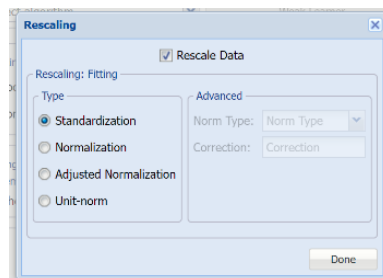 Rescaling
Rescale Data
Rescaling: Fitting
Type
Standardization
Normalization
Adjusted Normalization
Unit-norm
Advanced
Norm Type: Norm Type
Correction: Correction
Done